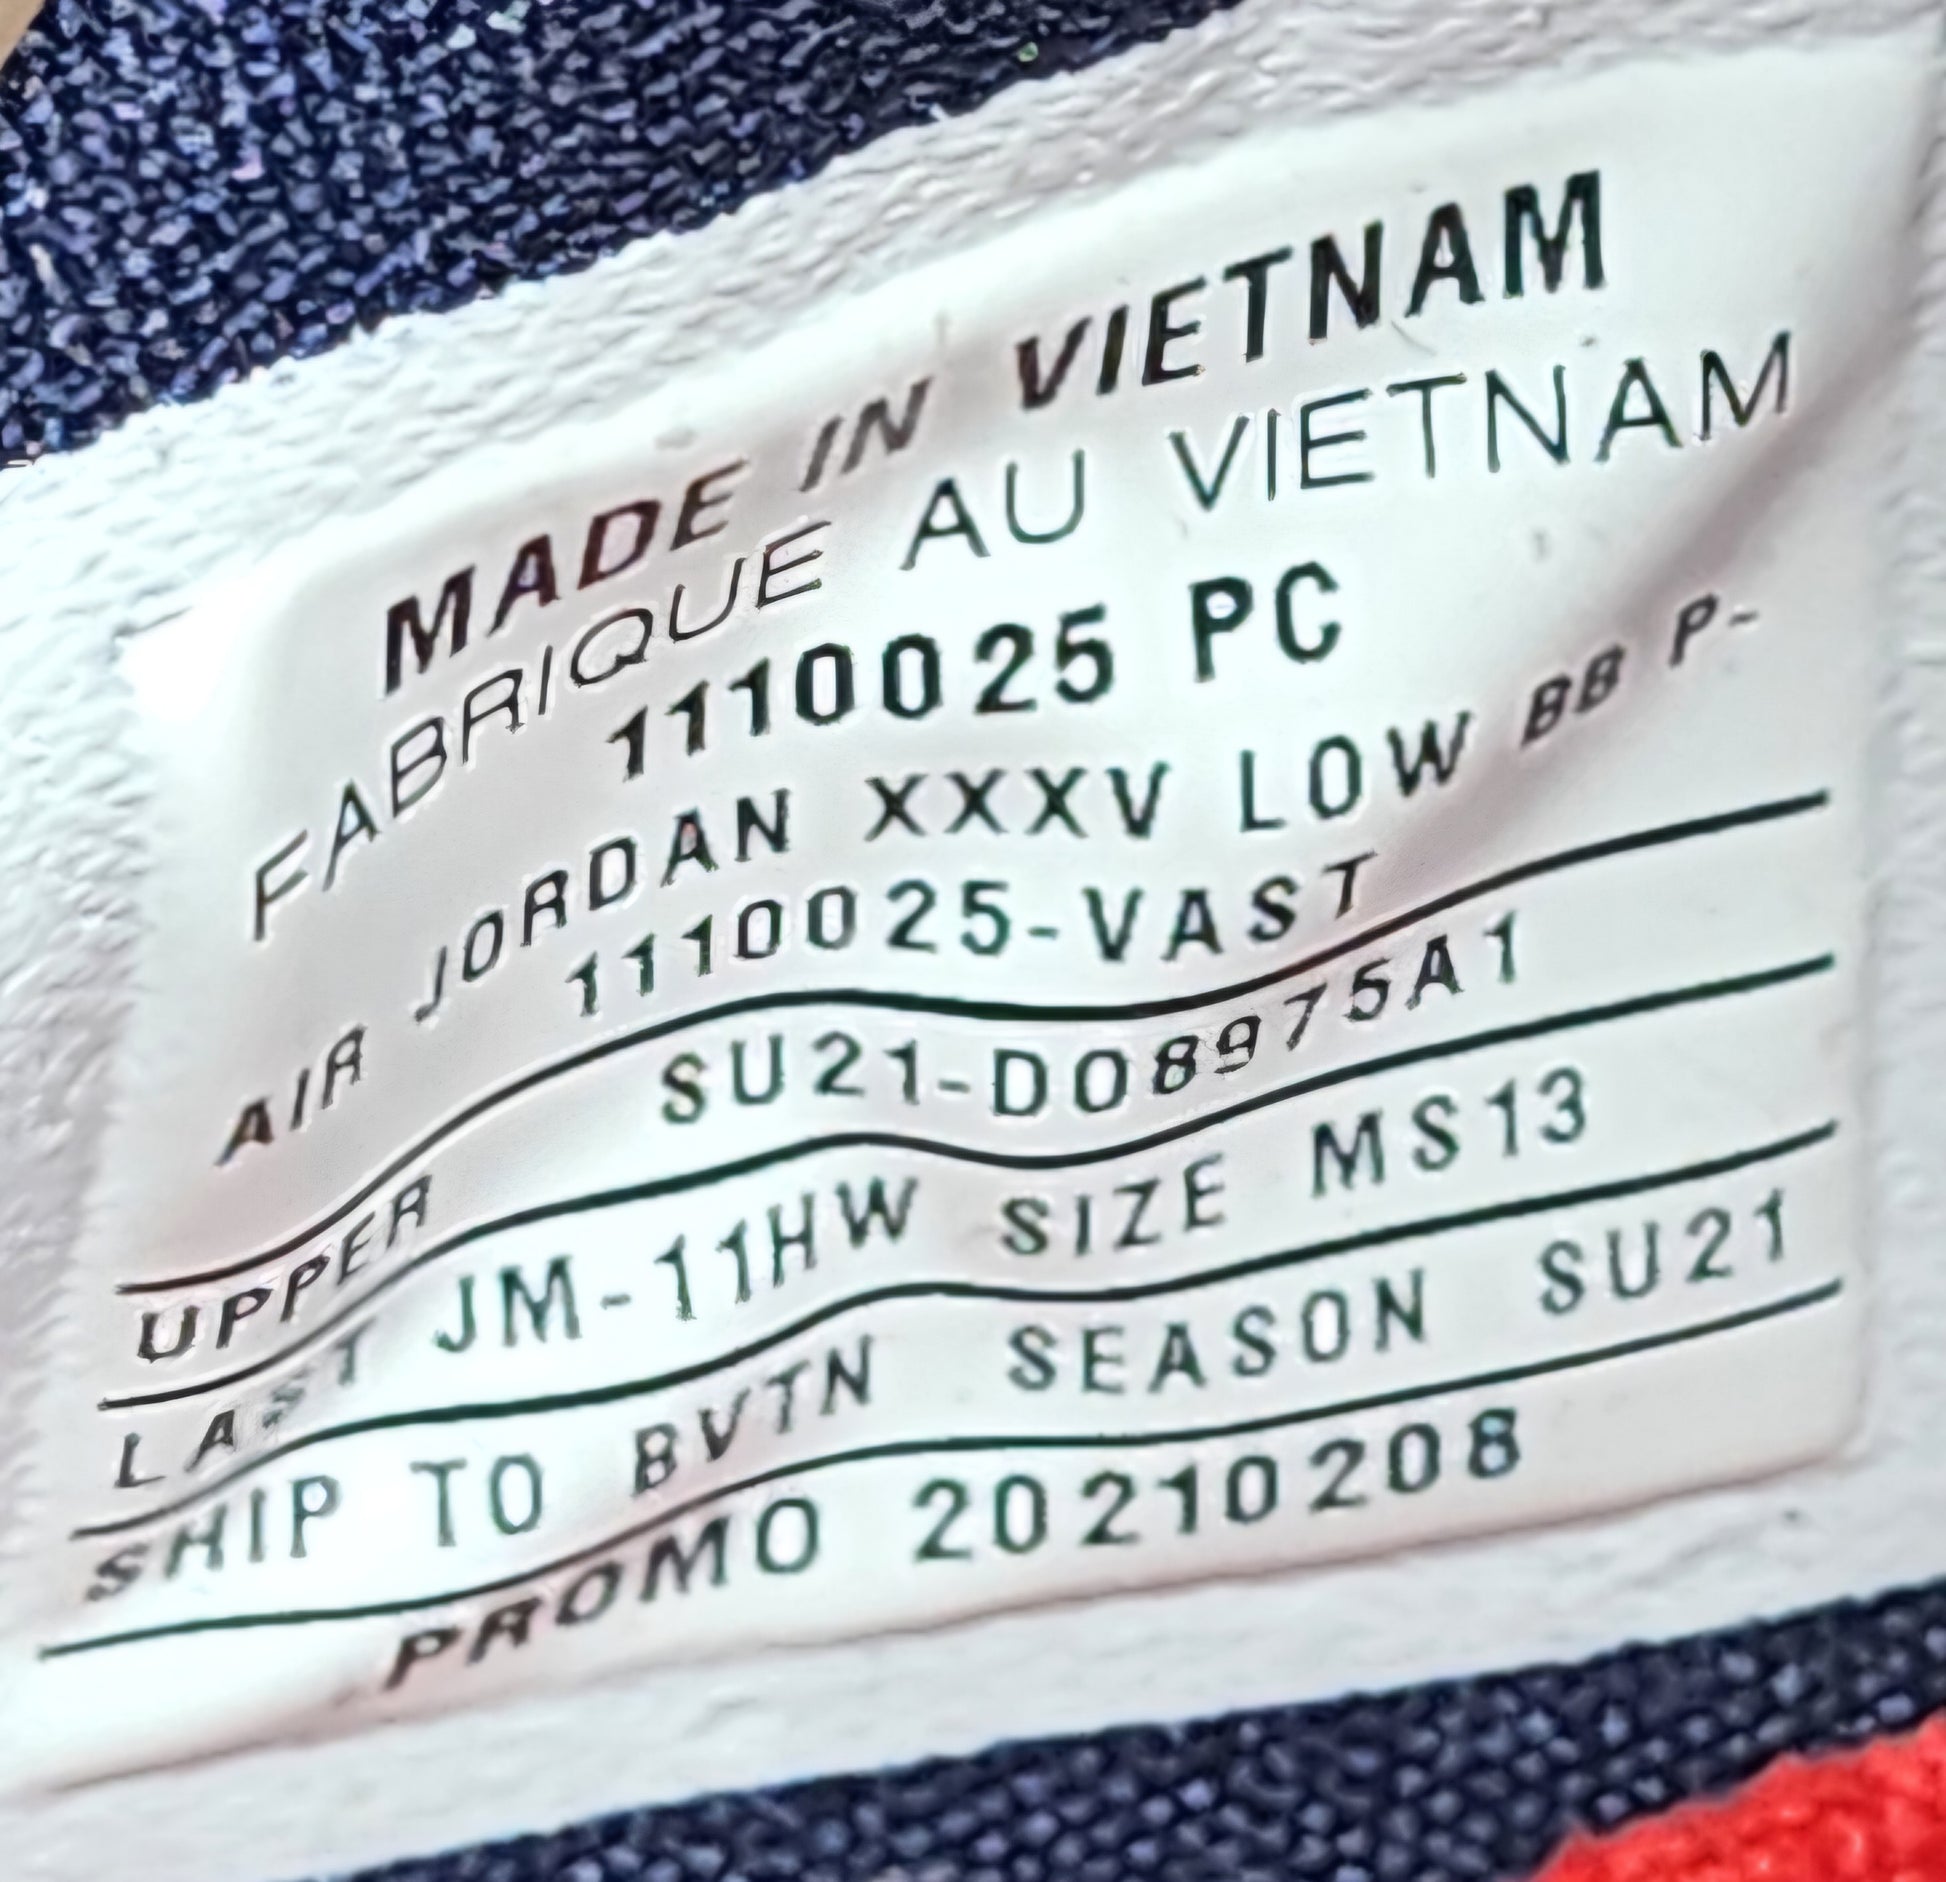 MADE IN VIETNAM
FABRIQUE AU VIETNAM
1110025 PC
AIR JORDAN XXXV LOW BB P-
1110025-VAST
UPPER SU21-DO8975A1
LAST JM-11HW SIZE MS13
SHIP TO BVTN SEASON SU21
PROMO 20210208